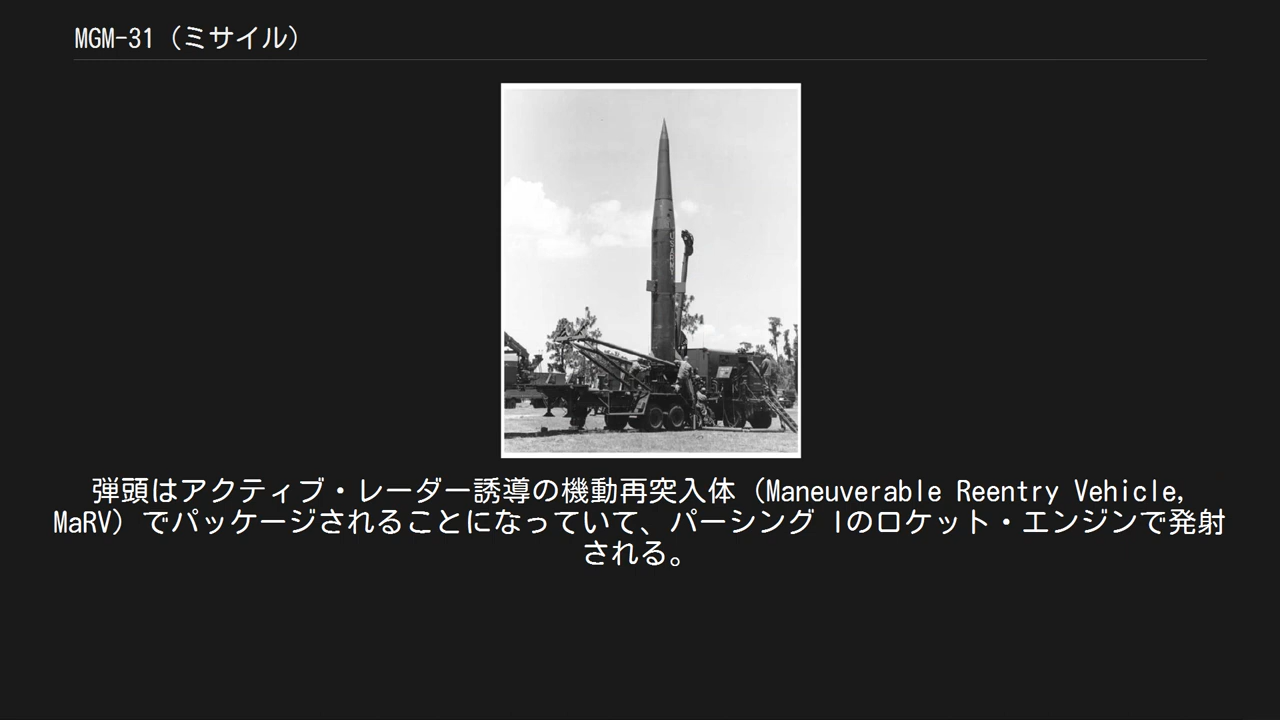 MGM-31 (ミサイル)
U.S. ARMY
弾頭はアクティブ・レーダー誘導の機動再突入体 (Maneuverable Reentry Vehicle,
MaRV) でパッケージされることになっていて、パーシング Iのロケット・エンジンで発射
される。